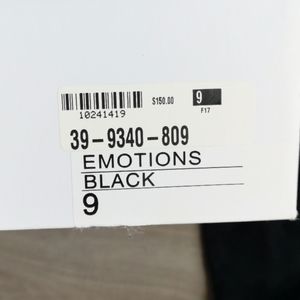 $150.00
9
10241419
F17
39-9340-809
EMOTIONS
BLACK
9